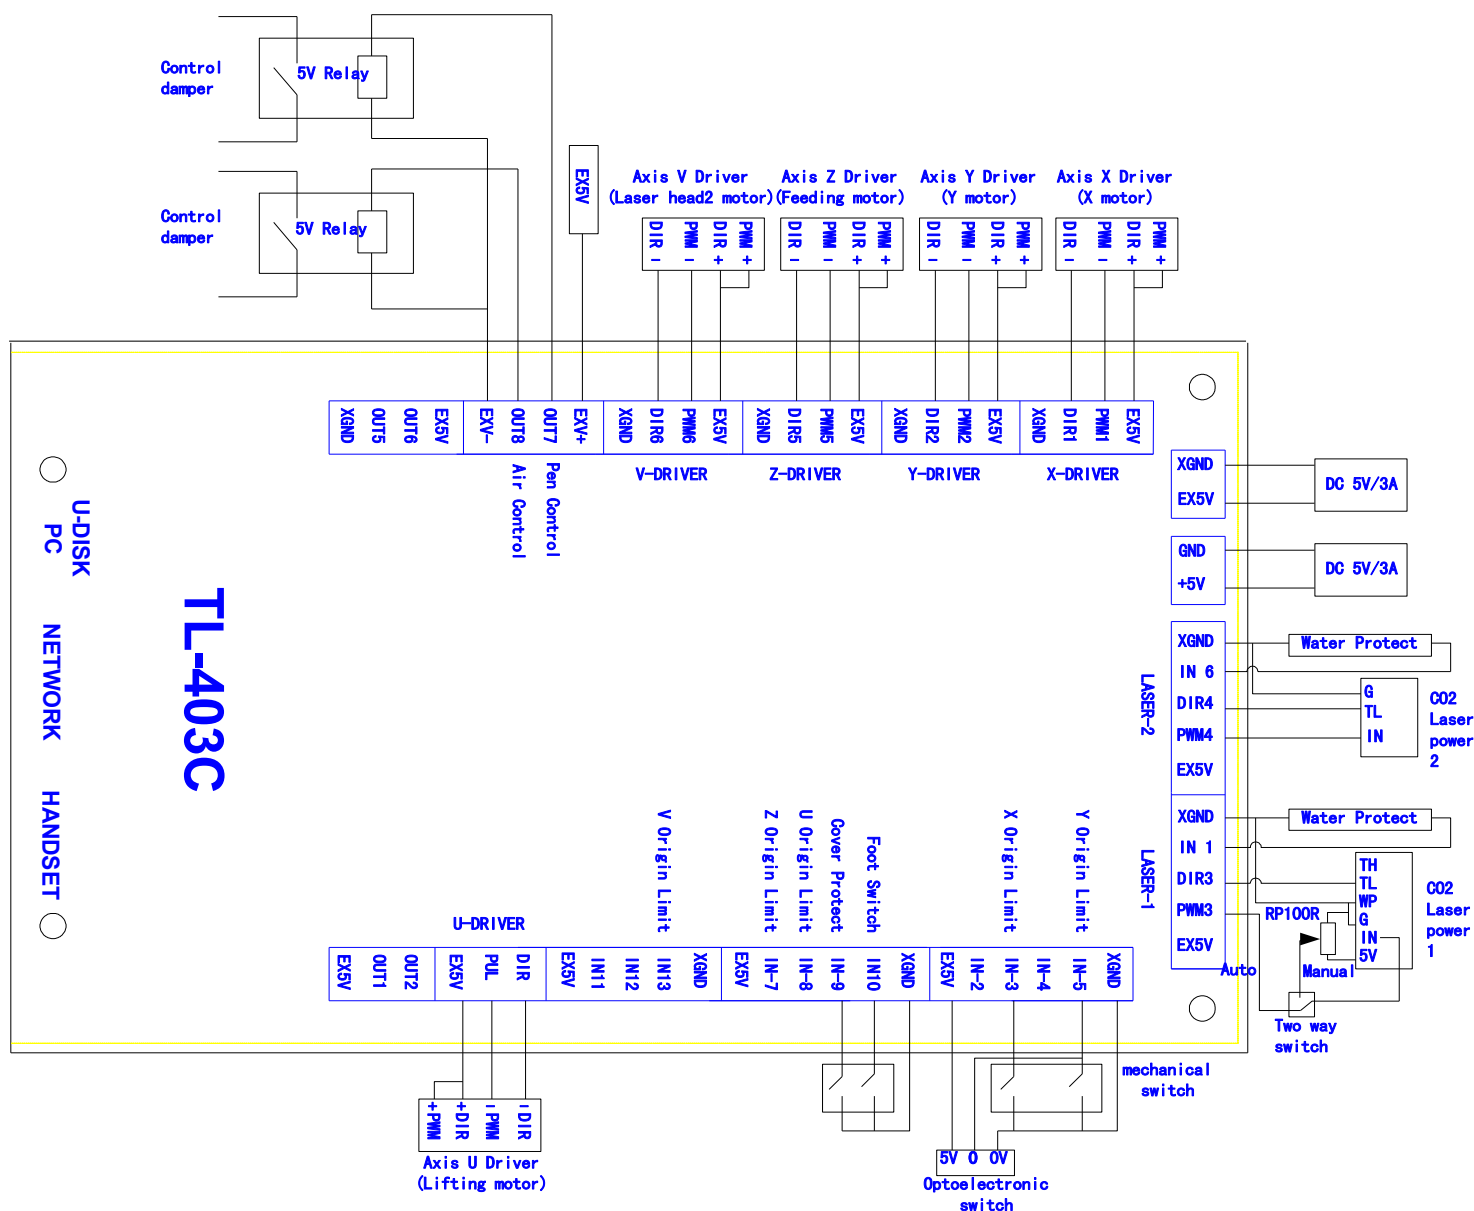 Control
damper
5V Relay
Control
damper
5V Relay
EX5V
Axis V Driver
(Laser head2 motor)
DIR -
PWM -
DIR +
PWM +
Axis Z Driver
(Feeding motor)
DIR -
PWM -
DIR +
PWM +
Axis Y Driver
(Y motor)
DIR -
PWM -
DIR +
PWM +
Axis X Driver
(X motor)
DIR -
PWM -
DIR +
PWM +
XGND
OUT5
OUT6
EX5V
EXV-
OUT8
OUT7
EXV+
XGND
DIR6
PWM6
EX5V
XGND
DIR5
PWM5
EX5V
XGND
DIR2
PWM2
EX5V
XGND
DIR1
PWM1
EX5V
Air Control
Pen Control
V-DRIVER
Z-DRIVER
Y-DRIVER
X-DRIVER
XGND
EX5V
DC 5V/3A
GND
+5V
DC 5V/3A
U-DISK
PC
NETWORK
HANDSET
TL-403C
LASER-2
XGND
IN 6
DIR4
PWM4
EX5V
Water Protect
G
TL
IN
CO2
Laser
power
2
LASER-1
XGND
IN 1
DIR3
PWM3
EX5V
Water Protect
TH
TL
WP
G
IN
5V
CO2
Laser
power
1
RP100R
Auto
Manual
Two way
switch
V Origin Limit
Z Origin Limit
U Origin Limit
Cover Protect
Foot Switch
X Origin Limit
Y Origin Limit
U-DRIVER
EX5V
OUT1
OUT2
EX5V
PUL
DIR
EX5V
IN11
IN12
IN13
XGND
EX5V
IN-7
IN-8
IN-9
IN10
XGND
EX5V
IN-2
IN-3
IN-4
IN-5
XGND
+PWM
+DIR
-PWM
-DIR
Axis U Driver
(Lifting motor)
mechanical
switch
5V O OV
Optoelectronic
switch